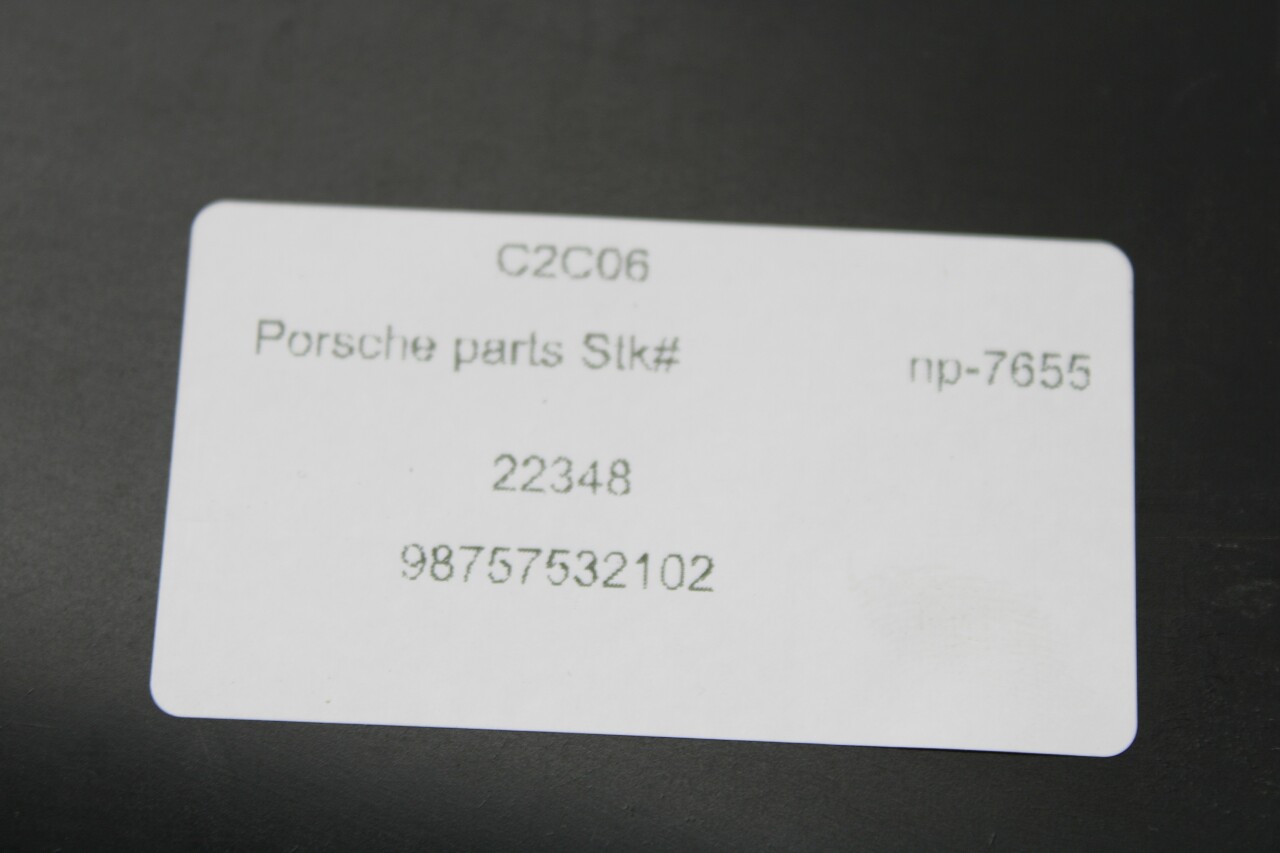 C2C06
Porsche parts Stk# np-7655
22348
98757532102